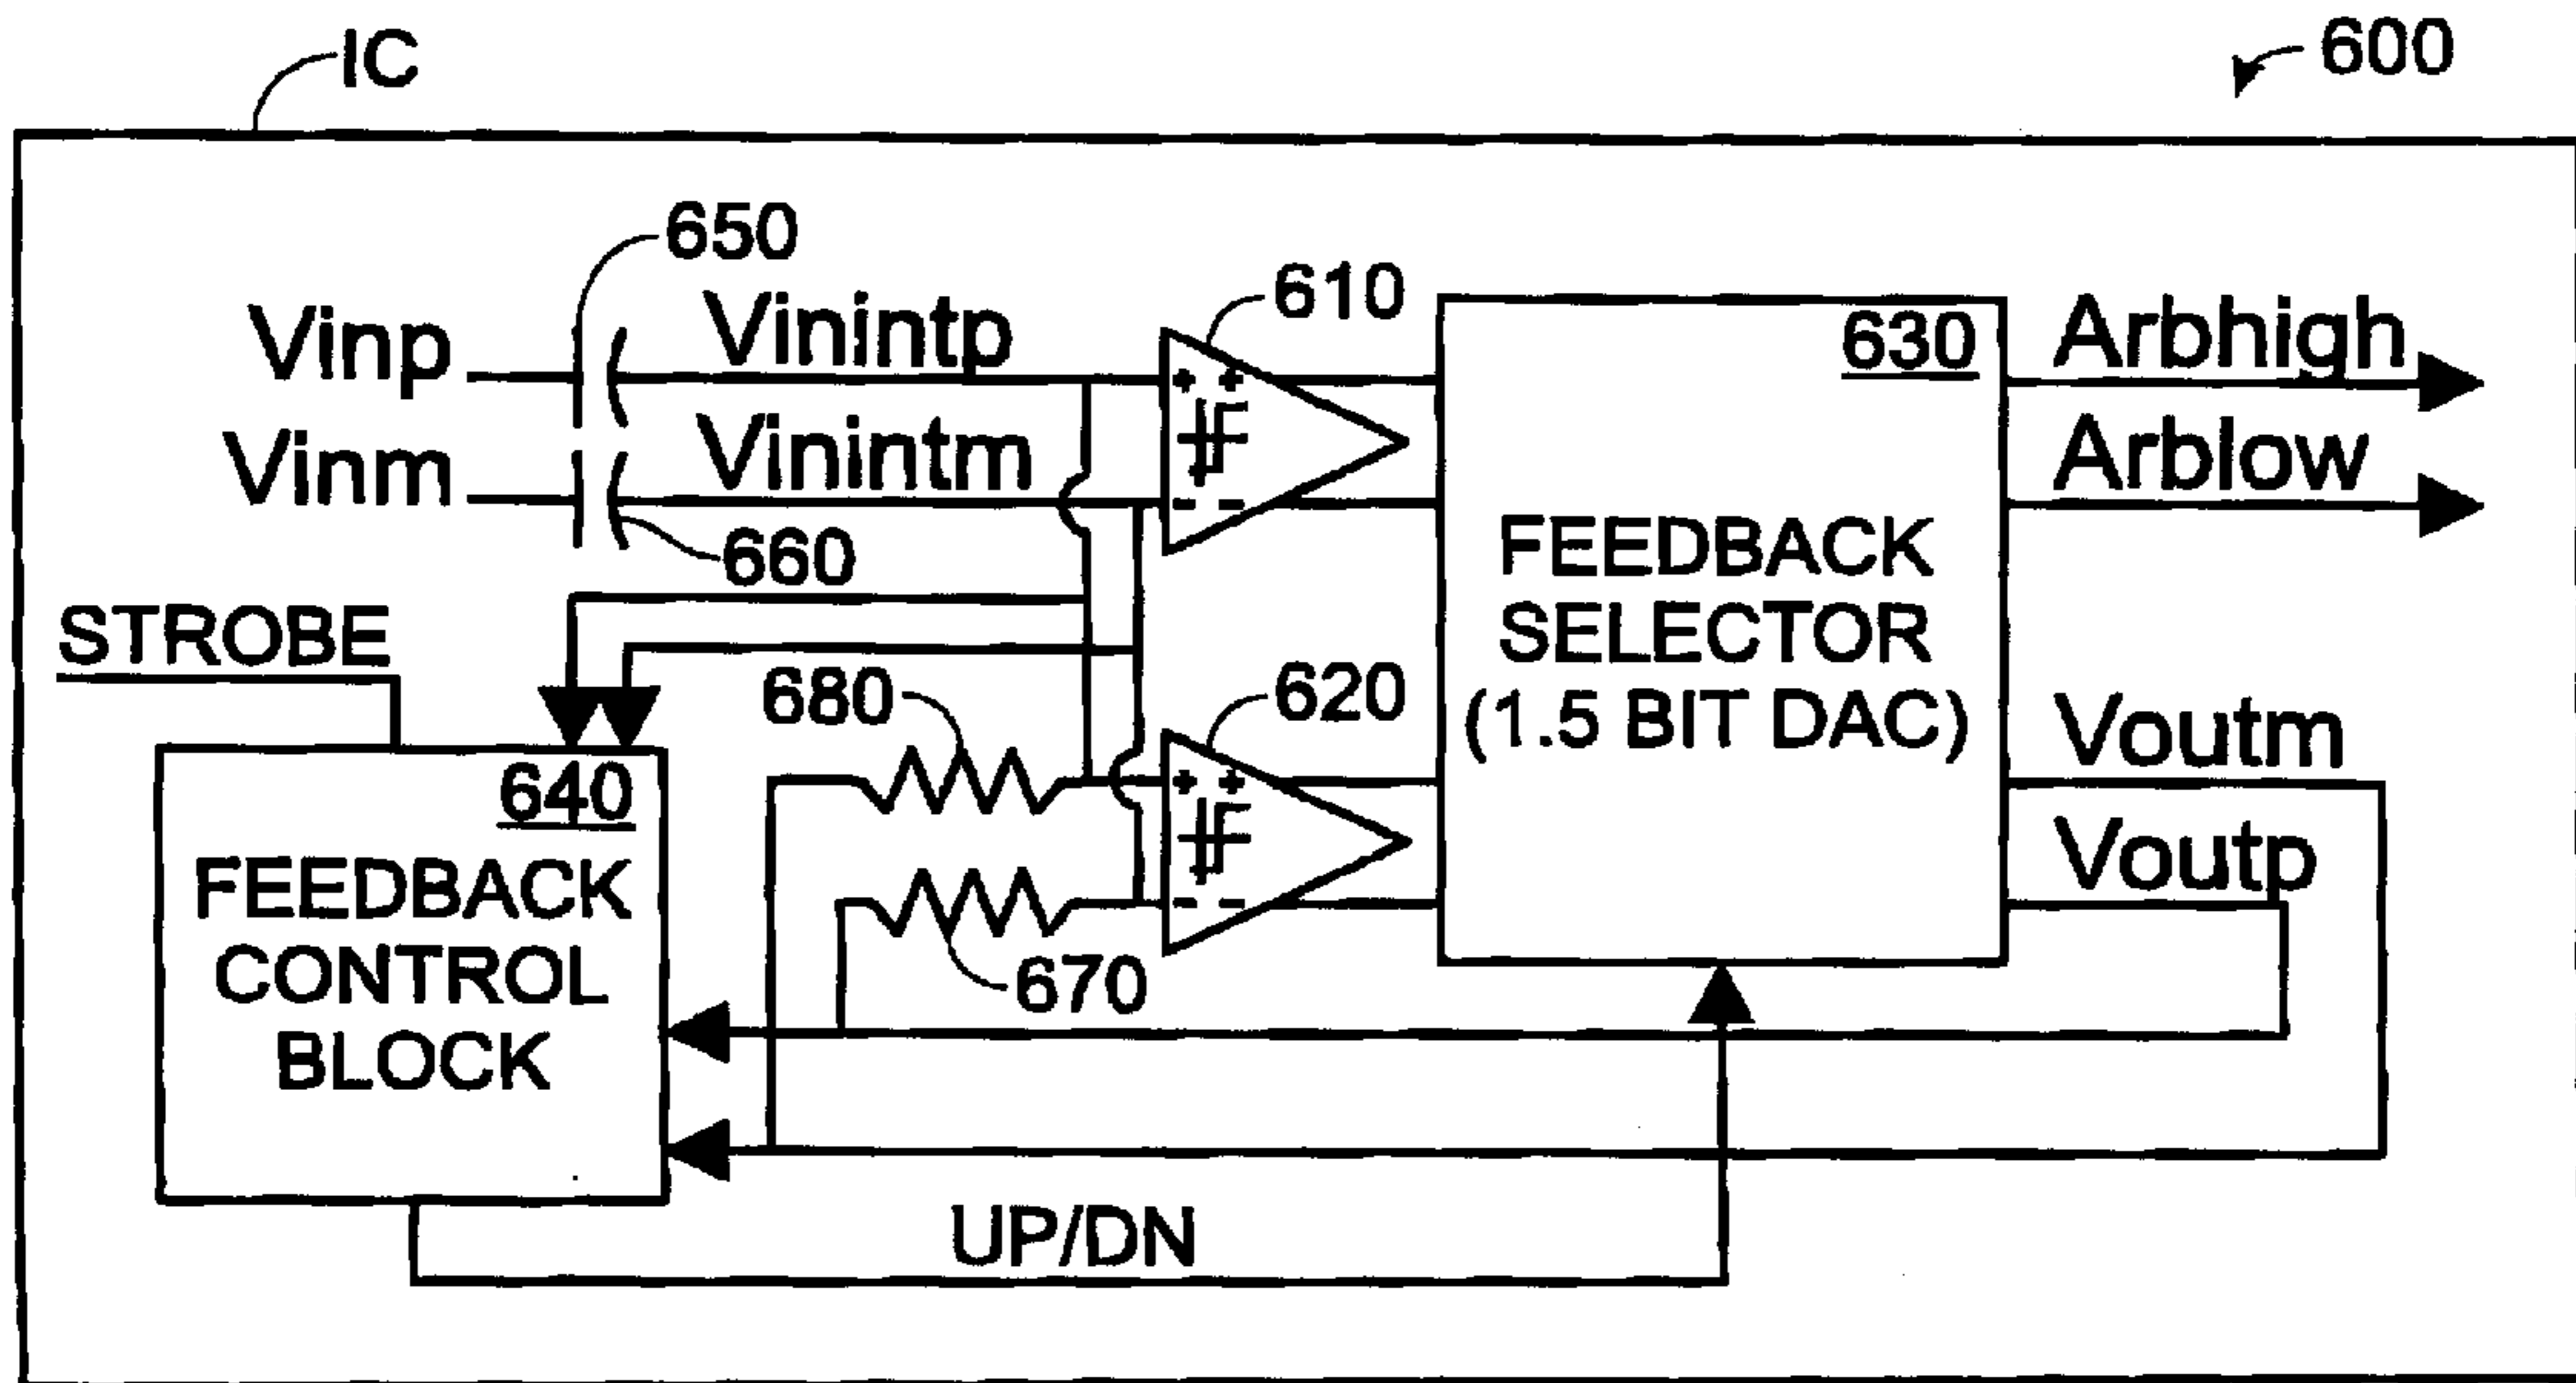 IC
600
650
Vinp
Vinintp
610
630
Arbhigh
Vinm
Vinintm
Arblow
660
FEEDBACK
SELECTOR
(1.5 BIT DAC)
STROBE
680
620
Voutm
640
Voutp
FEEDBACK
CONTROL
BLOCK
670
UP/DN
+ +
- -
+ +
- -